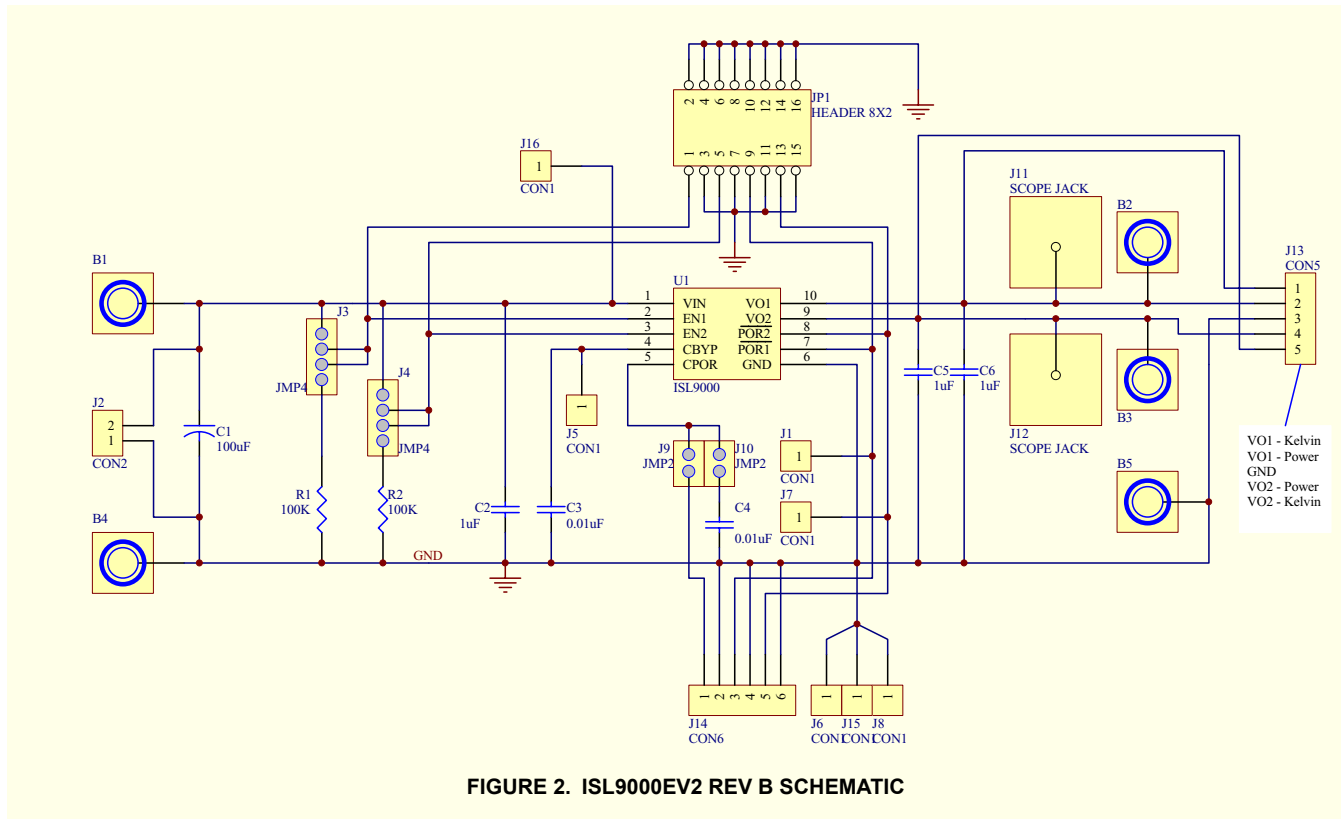 2 4 6 8 10 12 14 16
JP1
HEADER 8X2
1 3 5 7 9 11 13 15
J16
1
CON1
J11
SCOPE JACK
B2
B1
J13
CON5
1
2
3
4
5
U1
1 VIN VO1 10
2 EN1 VO2 9
3 EN2 POR2 8
4 CBYP POR1 7
5 CPOR GND 6
ISL9000
J3
JMP4
J4
JMP4
J2
2
1
CON2
C1
100uF
1
J5
CON1
C5
1uF
C6
1uF
B3
J12
SCOPE JACK
J9
JMP2
J10
JMP2
J1
1
CON1
J7
1
CON1
B5
VO1 - Kelvin
VO1 - Power
GND
VO2 - Power
VO2 - Kelvin
R1
100K
R2
100K
C2
1uF
C3
0.01uF
C4
0.01uF
B4
GND
1 2 3 4 5 6
J14
CON6
1 1 1
J6 J15 J8
CON1 CON1 CON1
FIGURE 2. ISL9000EV2 REV B SCHEMATIC